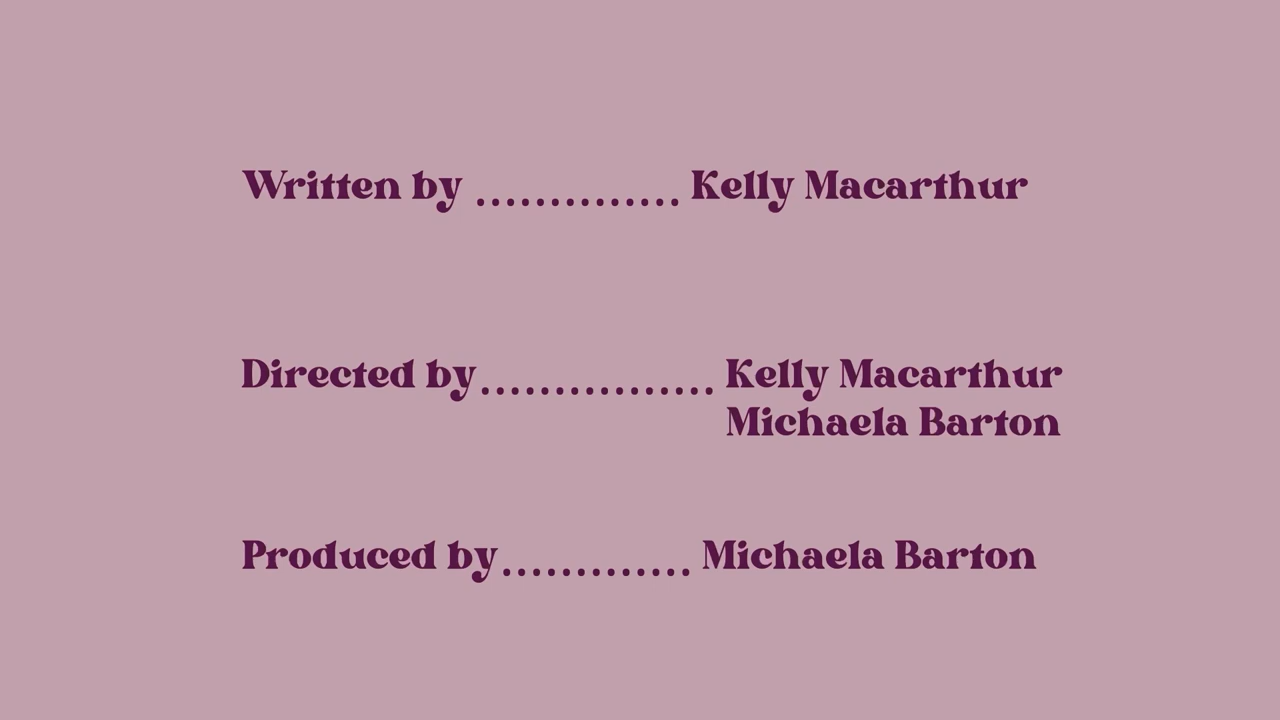 Written by .............. Kelly Macarthur
Directed by................ Kelly Macarthur
Michaela Barton
Produced by............. Michaela Barton